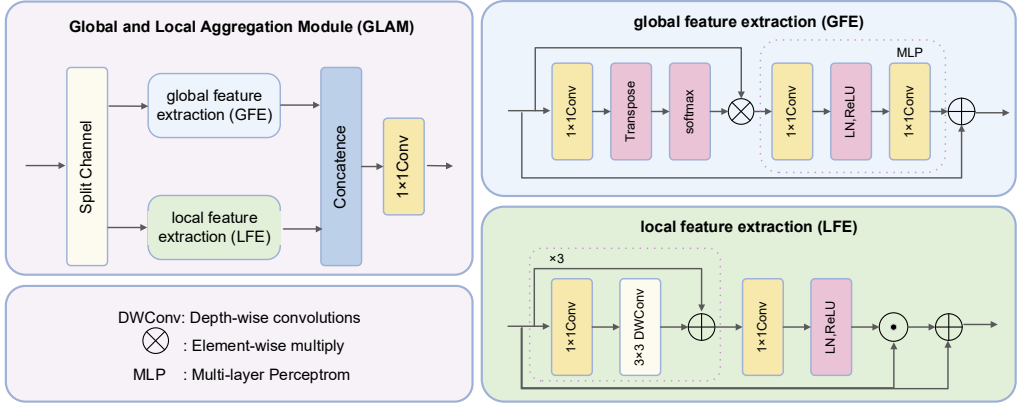 Global and Local Aggregation Module (GLAM)
Split Channel
global feature
extraction (GFE)
local feature
extraction (LFE)
Concatence
1×1Conv
DWConv: Depth-wise convolutions
: Element-wise multiply
MLP : Multi-layer Perceptrom
global feature extraction (GFE)
MLP
1×1Conv
Transpose
softmax
1×1Conv
LN,ReLU
1×1Conv
local feature extraction (LFE)
×3
1×1Conv
3×3 DWConv
1×1Conv
LN,ReLU